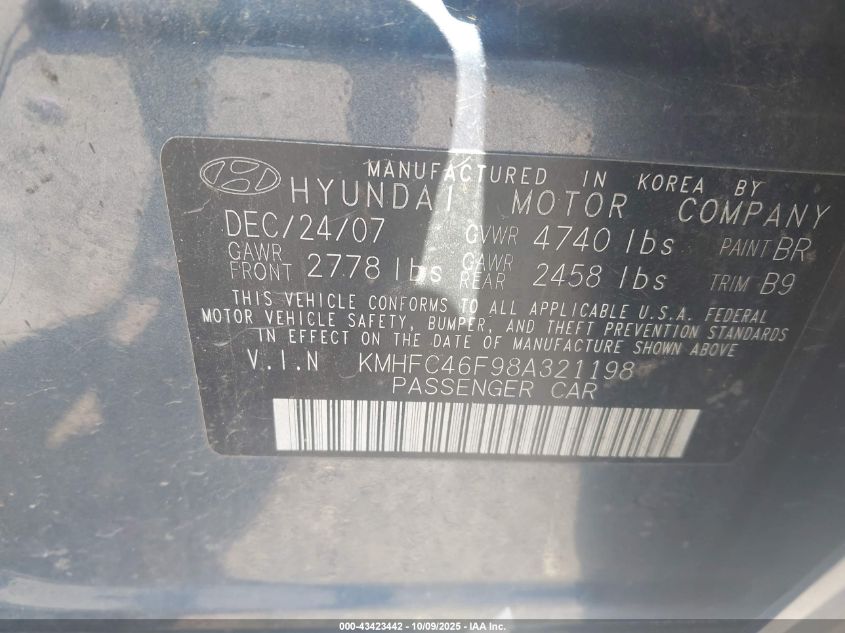 MANUFACTURED IN KOREA BY
HYUNDAI MOTOR COMPANY
DEC/24/07 GVWR 4740 lbs PAINT BR
GAWR FRONT 2778 lbs GAWR REAR 2458 lbs TRIM B9
THIS VEHICLE CONFORMS TO ALL APPLICABLE U.S.A. FEDERAL
MOTOR VEHICLE SAFETY, BUMPER, AND THEFT PREVENTION STANDARDS
IN EFFECT ON THE DATE OF MANUFACTURE SHOWN ABOVE
V.I.N KMHFC46F98A321198
PASSENGER CAR
000-43423442 - 10/09/2025 - IAA Inc.